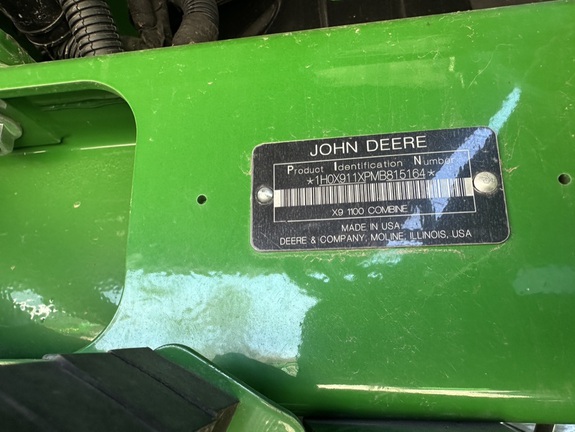 JOHN DEERE
Product Identification Number
*1H0X911XPMB815164*
X9 1100 COMBINE
MADE IN USA
DEERE & COMPANY, MOLINE, ILLINOIS, USA